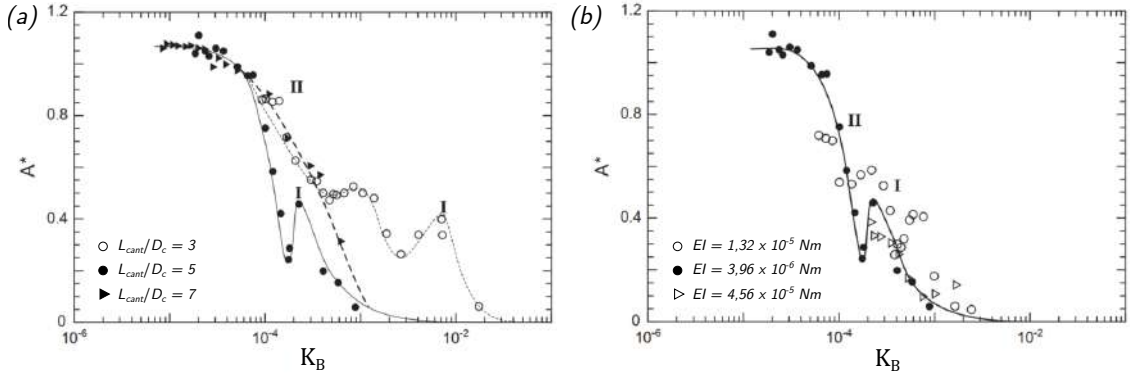 (a)
1.2
0.8
0.4
0
A*
II
I
I
L_cant/D_c = 3
L_cant/D_c = 5
L_cant/D_c = 7
10^-6
10^-4
10^-2
K_B
(b)
1.2
0.8
0.4
0
A*
II
I
EI = 1,32 x 10^-5 Nm
EI = 3,96 x 10^-6 Nm
EI = 4,56 x 10^-5 Nm
10^-6
10^-4
10^-2
K_B